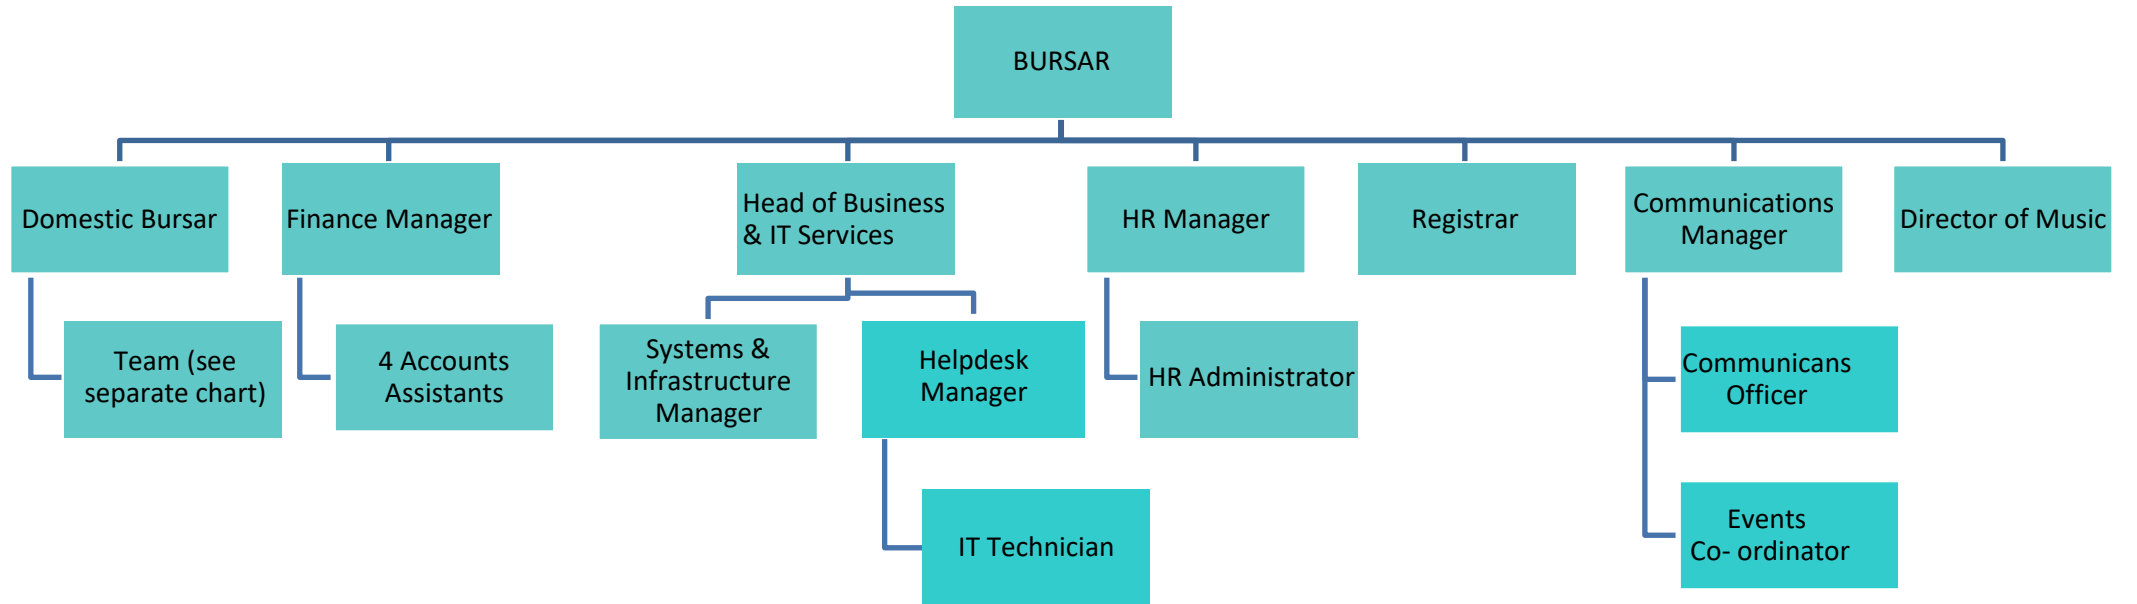 BURSAR
Domestic Bursar
Finance Manager
Head of Business
& IT Services
HR Manager
Registrar
Communications
Manager
Director of Music
Team (see
separate chart)
4 Accounts
Assistants
Systems &
Infrastructure
Manager
Helpdesk
Manager
HR Administrator
Communicans
Officer
IT Technician
Events
Co- ordinator